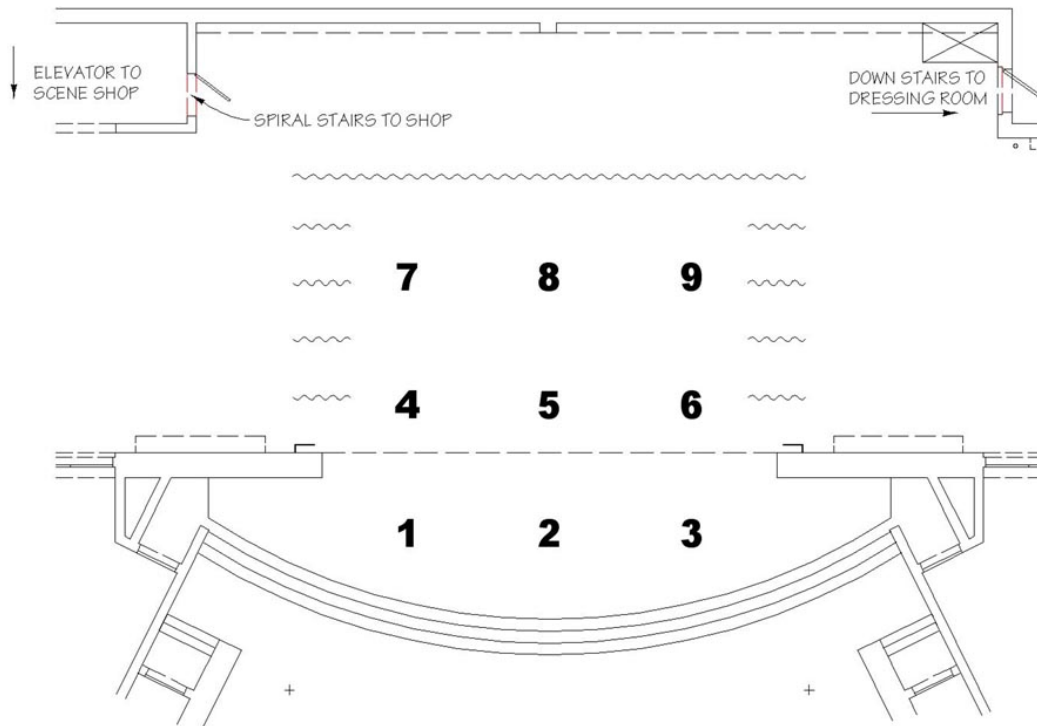 ELEVATOR TO
SCENE SHOP
SPIRAL STAIRS TO SHOP
DOWN STAIRS TO
DRESSING ROOM
7 8 9
4 5 6
1 2 3